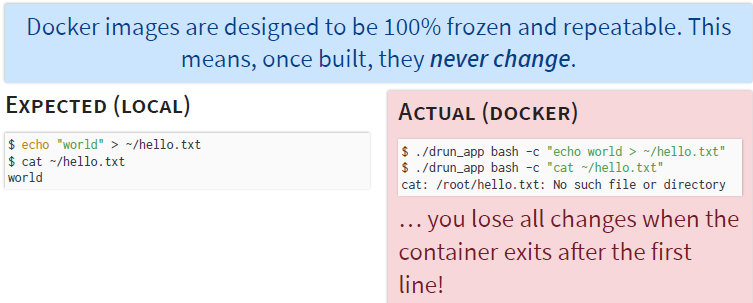 Docker images are designed to be 100% frozen and repeatable. This
means, once built, they never change.
EXPECTED (LOCAL)
$ echo "world" > ~/hello.txt
$ cat ~/hello.txt
world
ACTUAL (DOCKER)
$ ./drun_app bash -c "echo world > ~/hello.txt"
$ ./drun_app bash -c "cat ~/hello.txt"
cat: /root/hello.txt: No such file or directory
... you lose all changes when the
container exits after the first
line!